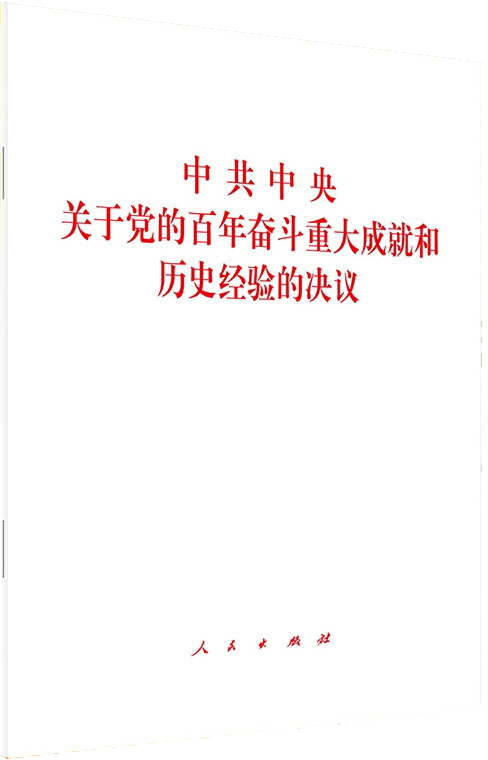 中共中央
关于党的百年奋斗重大成就和
历史经验的决议
人民出版社